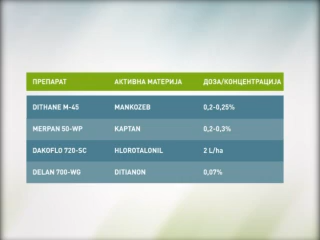 ПРЕПАРАТ АКТИВНА МАТЕРИЈА ДОЗА/КОНЦЕНТРАЦИЈА
DITHANE M-45 MANKOZEB 0,2-0,25%
MERPAN 50-WP KAPTAN 0,2-0,3%
DAKOFLO 720-SC HLOROTALONIL 2 L/ha
DELAN 700-WG DITIANON 0,07%